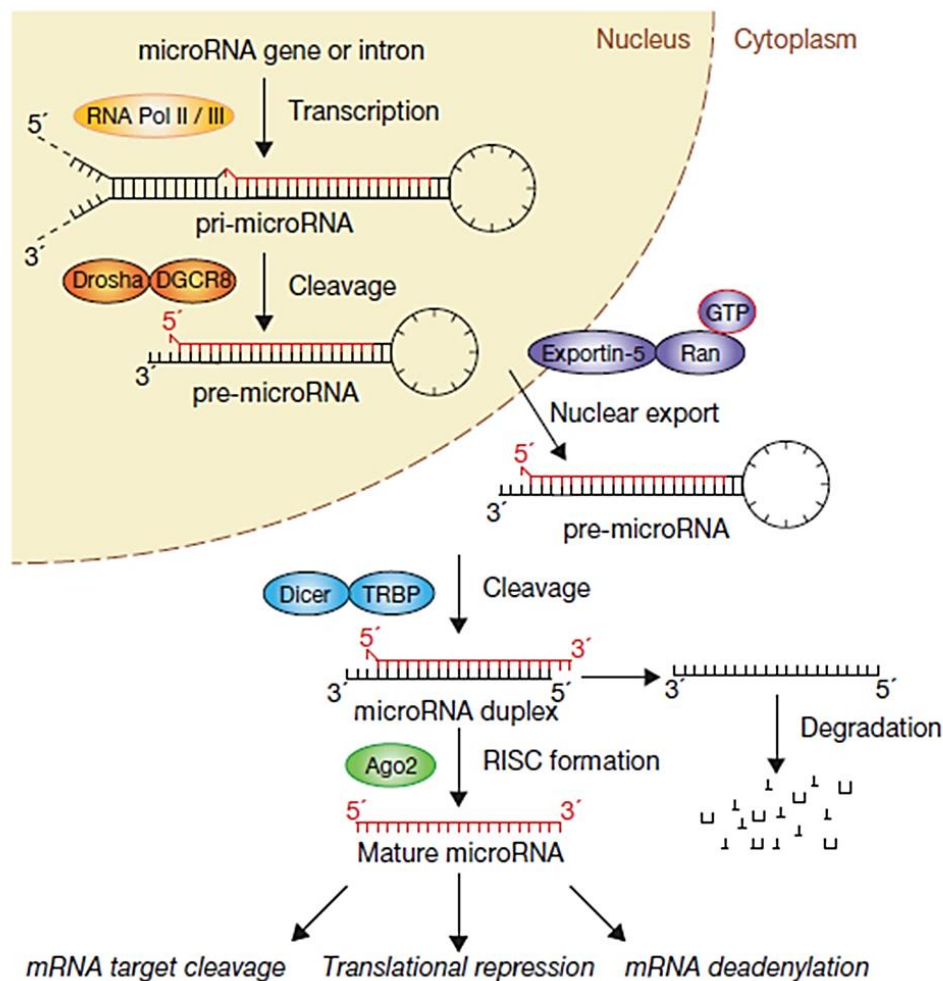 Nucleus Cytoplasm
microRNA gene or intron
RNA Pol II / III
Transcription
5´
3´
pri-microRNA
Drosha DGCR8
Cleavage
5´
3´
pre-microRNA
GTP
Exportin-5 Ran
Nuclear export
5´
3´
pre-microRNA
Dicer TRBP
Cleavage
5´ 3´
3´ 5´
microRNA duplex
3´ 5´
Degradation
Ago2
RISC formation
5´ 3´
Mature microRNA
mRNA target cleavage
Translational repression
mRNA deadenylation